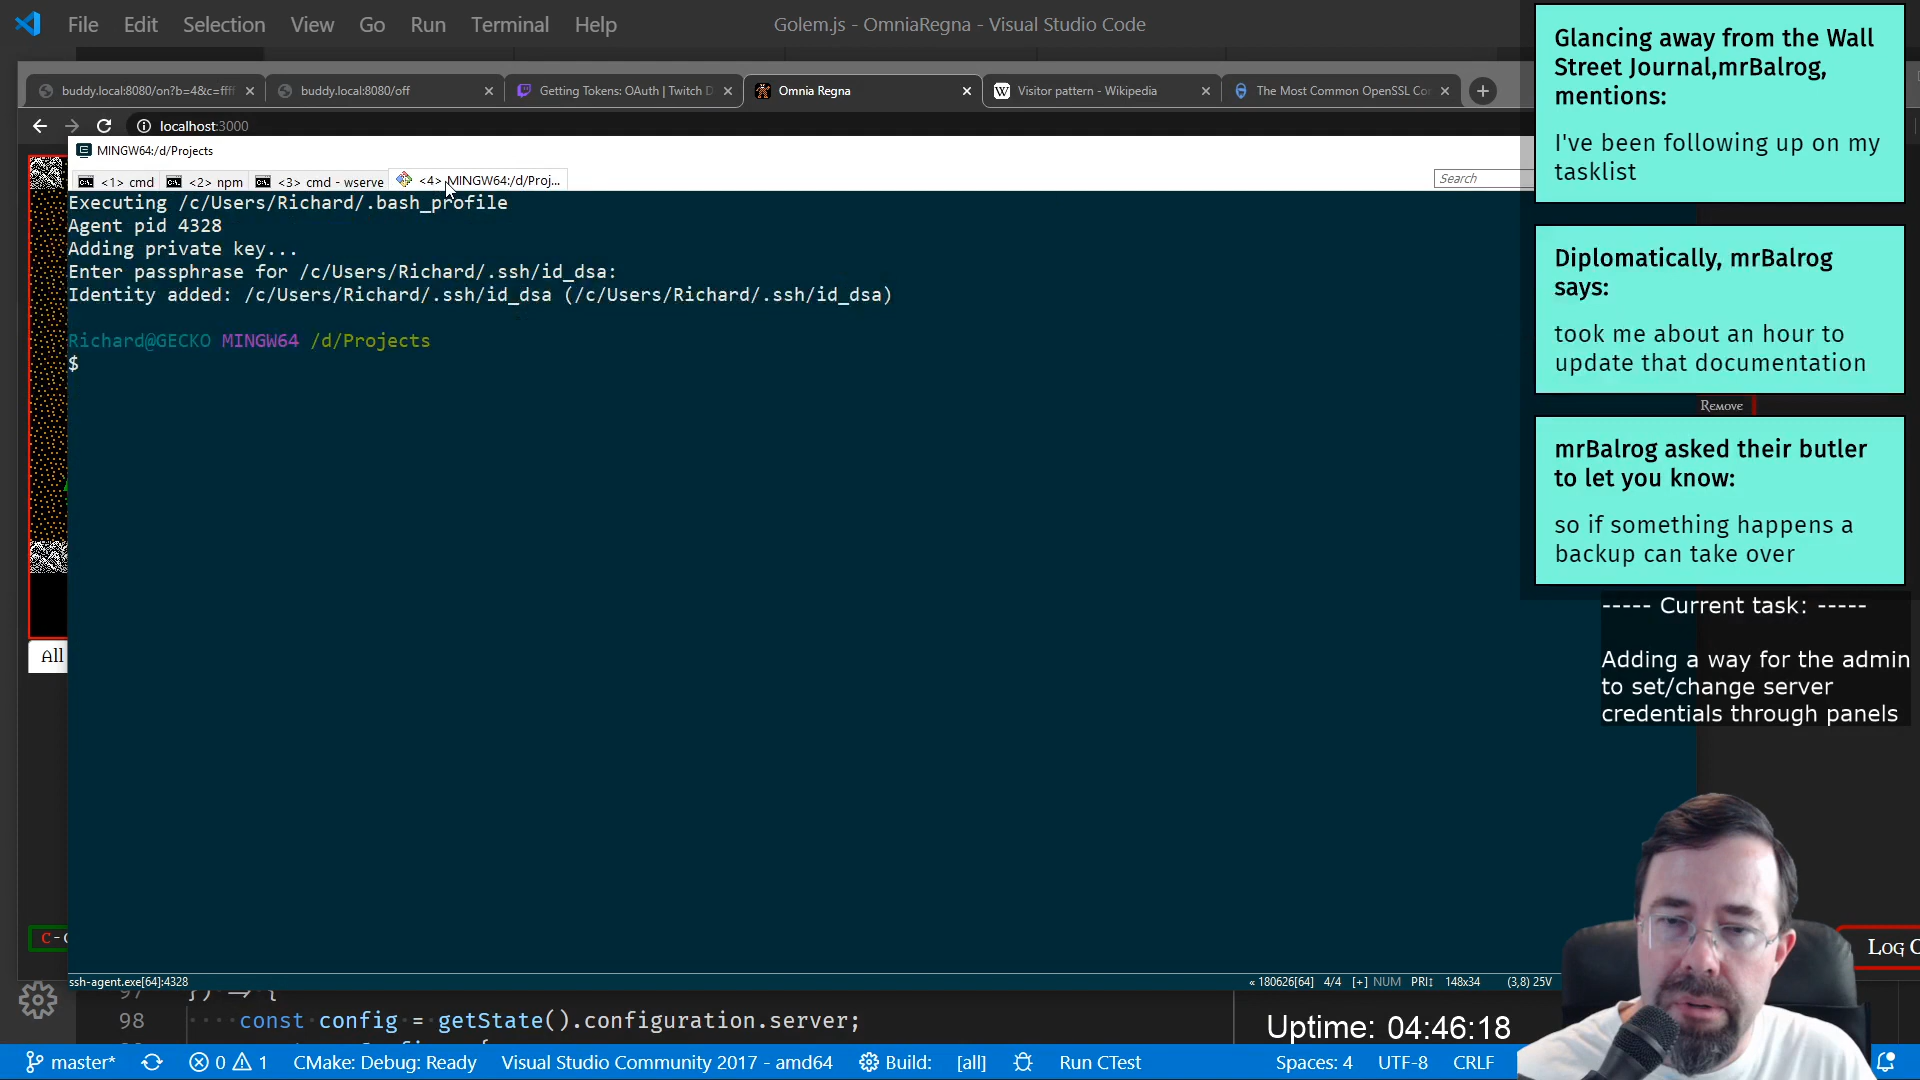 File Edit Selection View Go Run Terminal Help
Golem.js - OmniaRegna - Visual Studio Code
buddy.local:8080/on?b=4&c=ffff
buddy.local:8080/off
Getting Tokens: OAuth | Twitch D
Omnia Regna
Visitor pattern - Wikipedia
The Most Common OpenSSL Co
localhost:3000
MINGW64:/d/Projects
<1> cmd
<2> npm
<3> cmd - wserve
<4> MINGW64:/d/Proj...
Search
Executing /c/Users/Richard/.bash_profile
Agent pid 4328
Adding private key...
Enter passphrase for /c/Users/Richard/.ssh/id_dsa:
Identity added: /c/Users/Richard/.ssh/id_dsa (/c/Users/Richard/.ssh/id_dsa)
Richard@GECKO MINGW64 /d/Projects
$
Glancing away from the Wall
Street Journal,mrBalrog,
mentions:
I've been following up on my
tasklist
Diplomatically, mrBalrog
says:
took me about an hour to
update that documentation
Remove
mrBalrog asked their butler
to let you know:
so if something happens a
backup can take over
----- Current task: -----
Adding a way for the admin
to set/change server
credentials through panels
All
Log O
ssh-agent.exe[64]:4328
« 180626[64] 4/4 [+] NUM PRI↕ 148x34 (3,8) 25V
97 }) => {
98 const config = getState().configuration.server;
Uptime: 04:46:18
master* 0 1 CMake: Debug: Ready Visual Studio Community 2017 - amd64 Build: [all] Run CTest Spaces: 4 UTF-8 CRLF